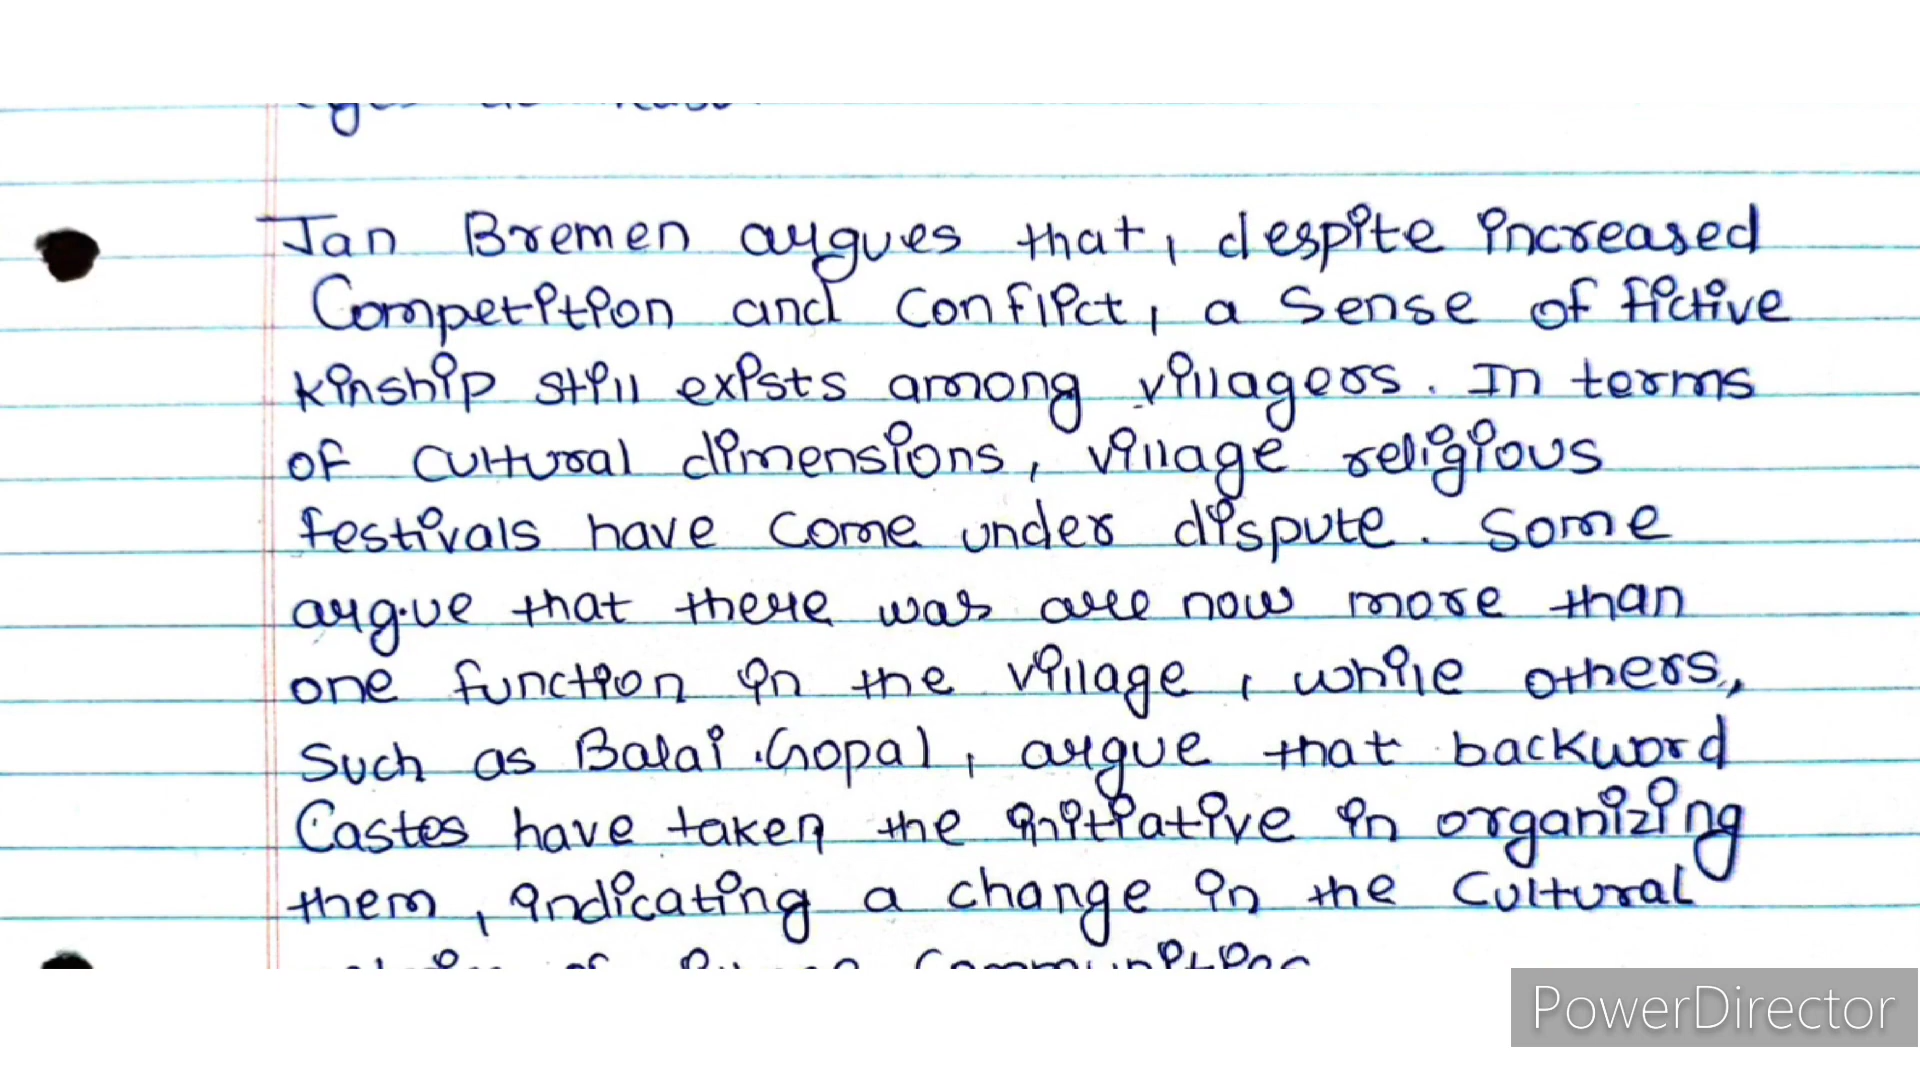 Jan Bremen argues that, despite increased
Competition and Conflict, a Sense of fictive
kinship still exists among villagers. In terms
of cultural dimensions, village religious
festivals have come under dispute. Some
argue that there was are now more than
one function in the village, while others,
Such as Balai Gopal, argue that backword
Castes have taken the initiative in organizing
them, indicating a change in the Cultural
of Communities
PowerDirector